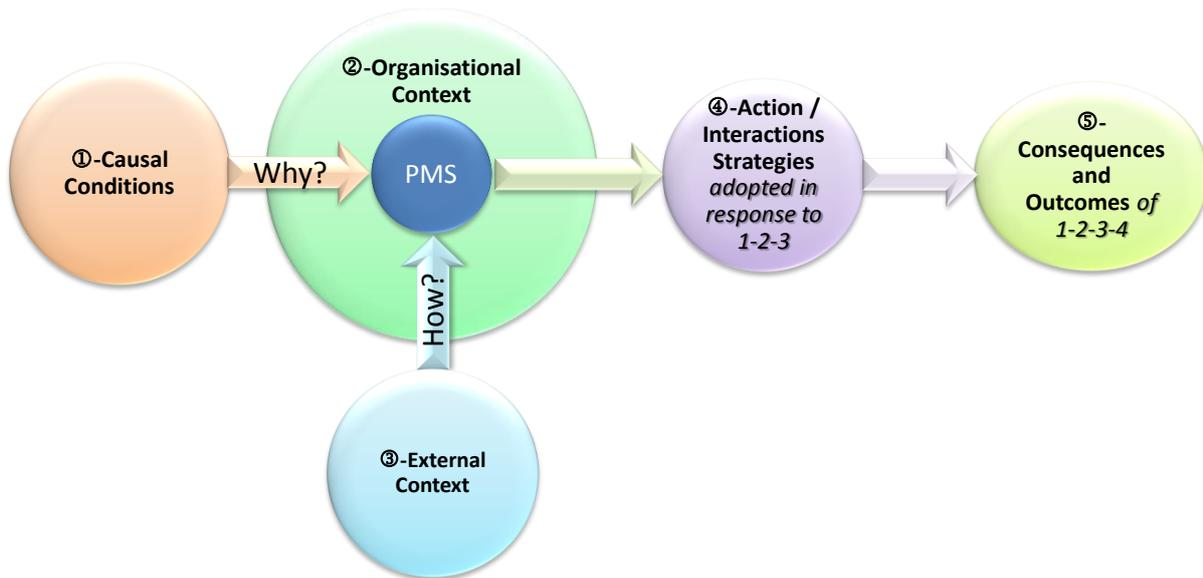 ②-Organisational
Context
①-Causal
Conditions
Why?
PMS
④-Action /
Interactions
Strategies
adopted in
response to
1-2-3
⑤-
Consequences
and
Outcomes of
1-2-3-4
How?
③-External
Context